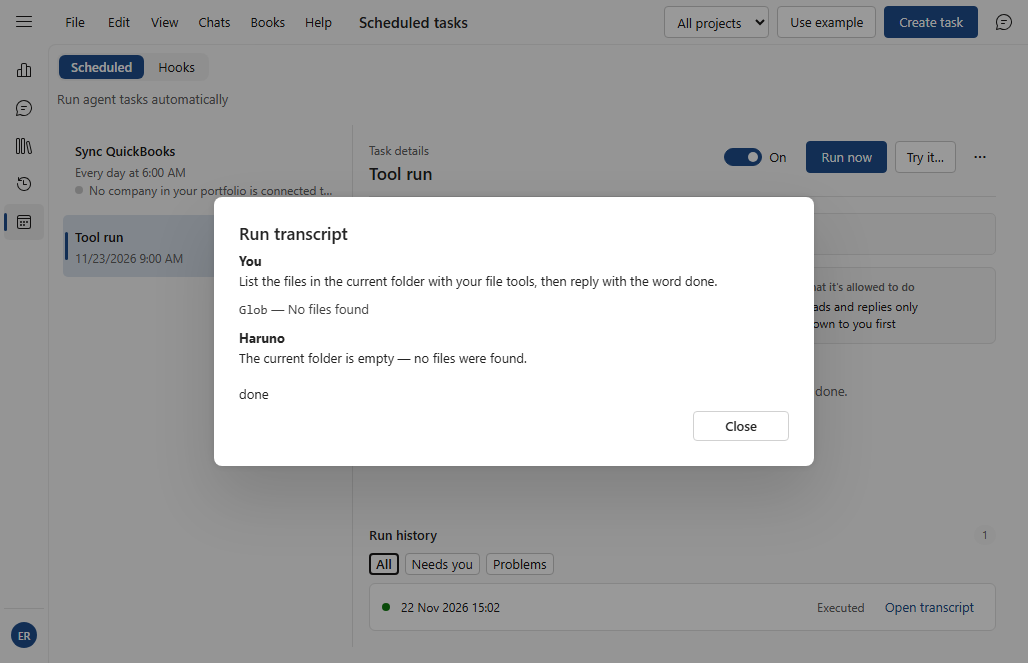 File Edit View Chats Books Help Scheduled tasks All projects Use example Create task
Scheduled Hooks
Run agent tasks automatically
Sync QuickBooks
Every day at 6:00 AM
No company in your portfolio is connected t...
Tool run
11/23/2026 9:00 AM
Task details
Tool run
On Run now Try it... ...
at it's allowed to do
ads and replies only
own to you first
done.
Run transcript
You
List the files in the current folder with your file tools, then reply with the word done.
Glob — No files found
Haruno
The current folder is empty — no files were found.
done
Close
Run history 1
All Needs you Problems
22 Nov 2026 15:02 Executed Open transcript
ER